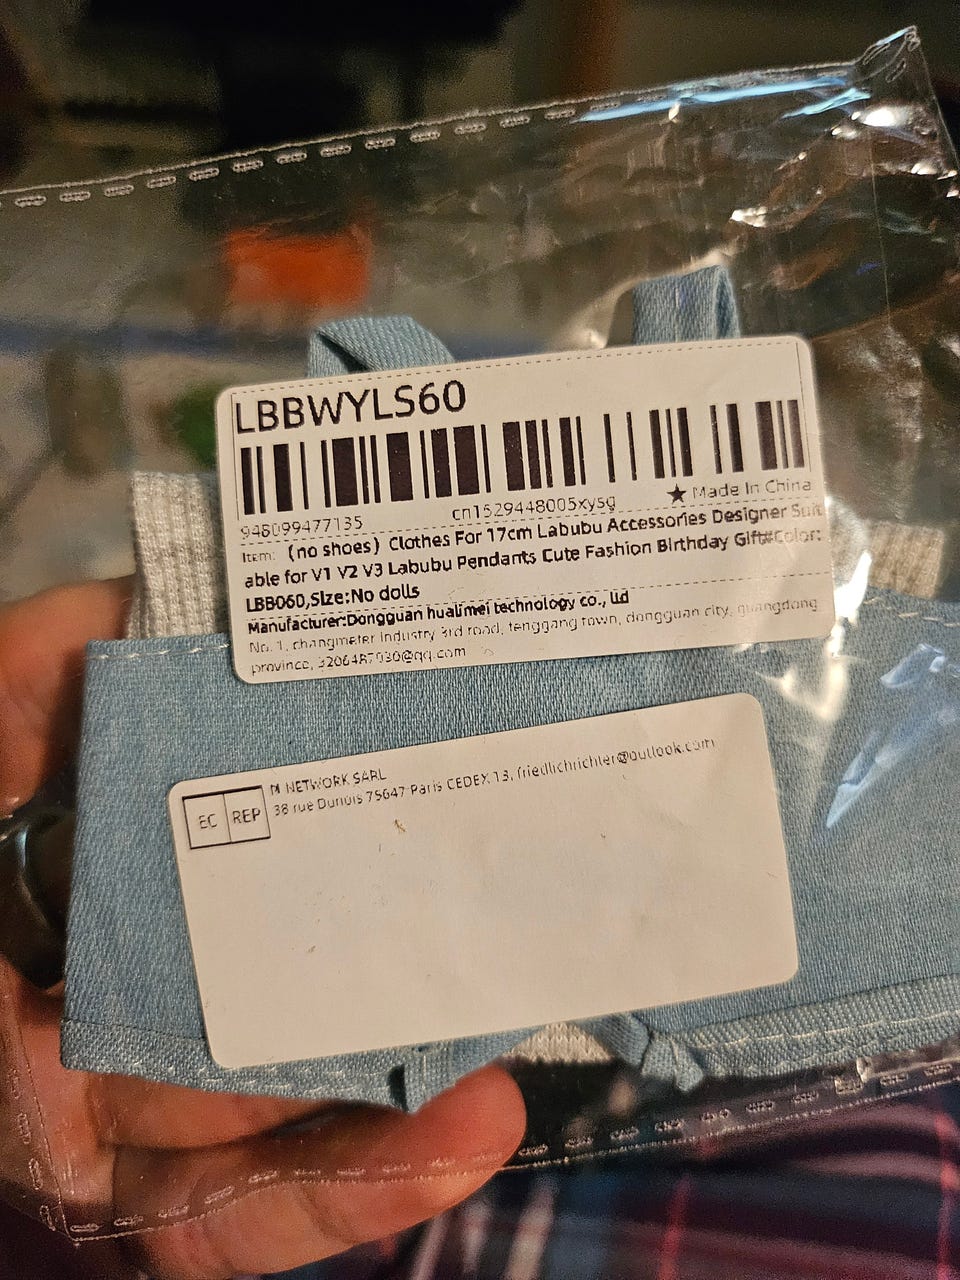 LBBWYLS60
948099477135 cn1529448005xysg ★ Made In China
Item: (no shoes) Clothes For 17cm Labubu Accessories Designer Suit
able for V1 V2 V3 Labubu Pendants Cute Fashion Birthday Gift#Color:
LBB060,Size:No dolls
Manufacturer:Dongguan hualimei technology co., ltd
No. 1, changmeter industry 3rd road, tenggang town, dongguan city, guangdong
province, @qq.com
EC REP
NETWORK SARL
38 rue Dunois 75647 Paris CEDEX 13, friedlichrichter@outlook.com